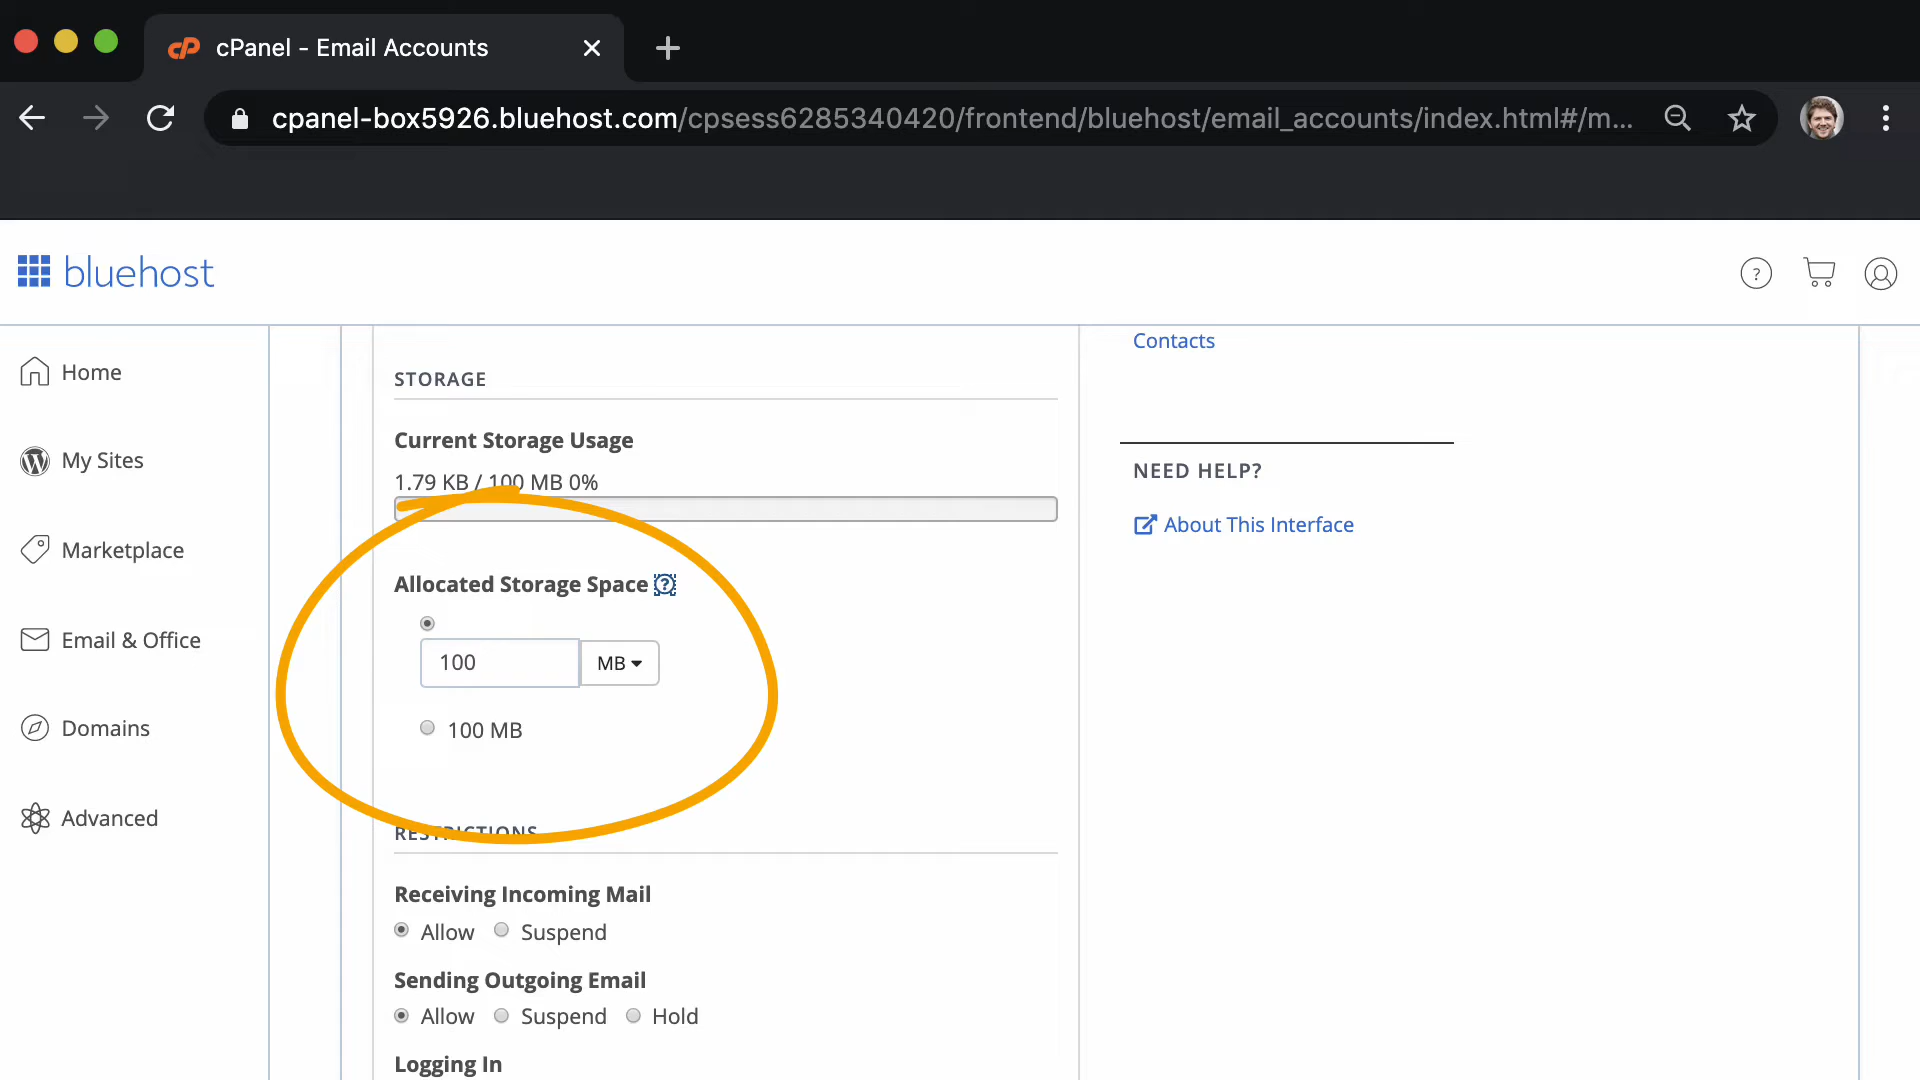 cPanel - Email Accounts
cpanel-box5926.bluehost.com/cpsess6285340420/frontend/bluehost/email_accounts/index.html#/m...
bluehost
?
Home
My Sites
Marketplace
Email & Office
Domains
Advanced
STORAGE
Current Storage Usage
1.79 KB / 100 MB 0%
Allocated Storage Space ?
100 MB
100 MB
RESTRICTIONS
Receiving Incoming Mail
Allow Suspend
Sending Outgoing Email
Allow Suspend Hold
Logging In
Contacts
NEED HELP?
About This Interface